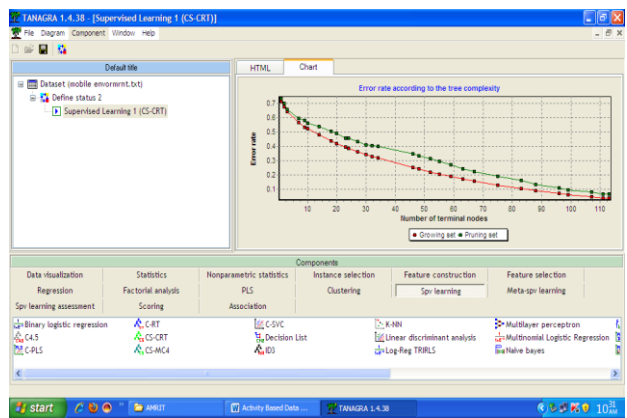 TANAGRA 1.4.38 - [Supervised Learning 1 (CS-CRT)]
File Diagram Component Window Help
Default title
Dataset (mobile envormrnt.txt)
Define status 2
Supervised Learning 1 (CS-CRT)
HTML Chart
Error rate according to the tree complexity
Error rate
0.7
0.6
0.5
0.4
0.3
0.2
0.1
10 20 30 40 50 60 70 80 90 100 110
Number of terminal nodes
Growing set Pruning set
Components
Data visualization Statistics Nonparametric statistics Instance selection Feature construction Feature selection
Regression Factorial analysis PLS Clustering Spv learning Meta-spv learning
Spv learning assessment Scoring Association
Binary logistic regression C-RT C-SVC K-NN Multilayer perceptron
C4.5 CS-CRT Decision List Linear discriminant analysis Multinomial Logistic Regression
C-PLS CS-MC4 ID3 Log-Reg TRIRLS Naive bayes
start AMRIT Activity Based Data .... TANAGRA 1.4.38 10:31 AM